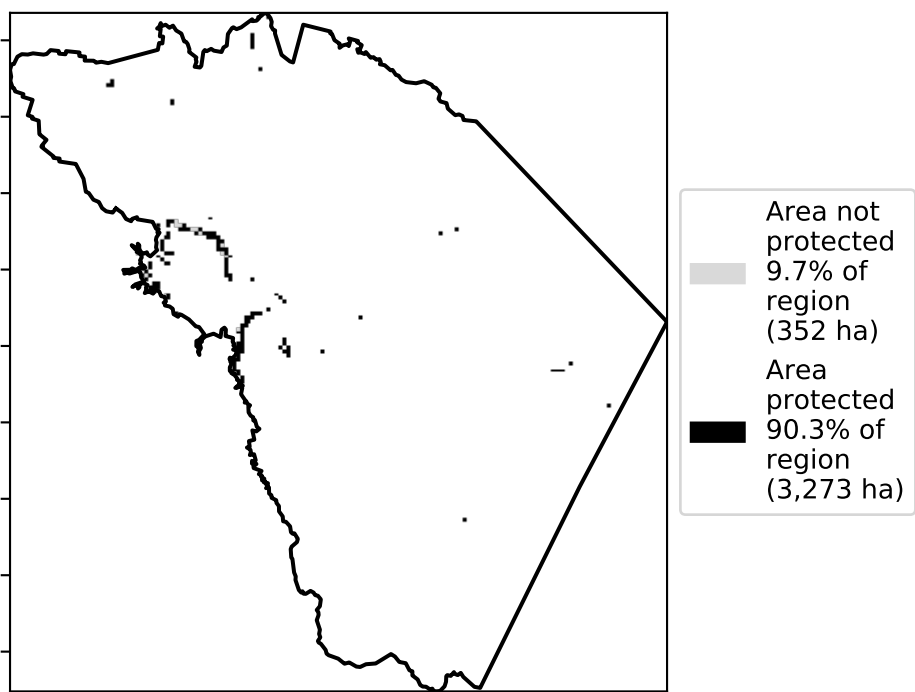 Area not
protected
9.7% of
region
(352 ha)
Area
protected
90.3% of
region
(3,273 ha)